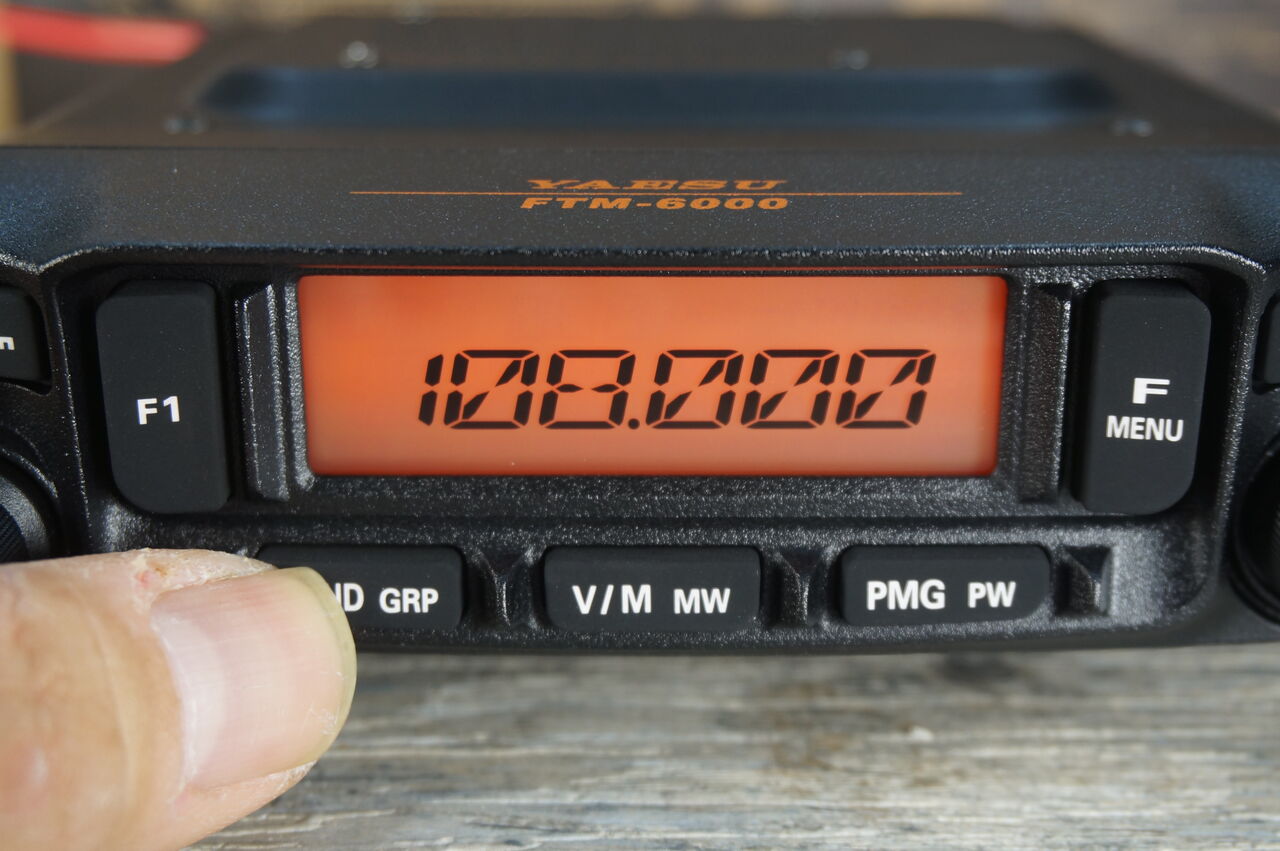 YAESU
FTM-6000
108.000
F1
F
MENU
GRP
V/M MW
PMG PW